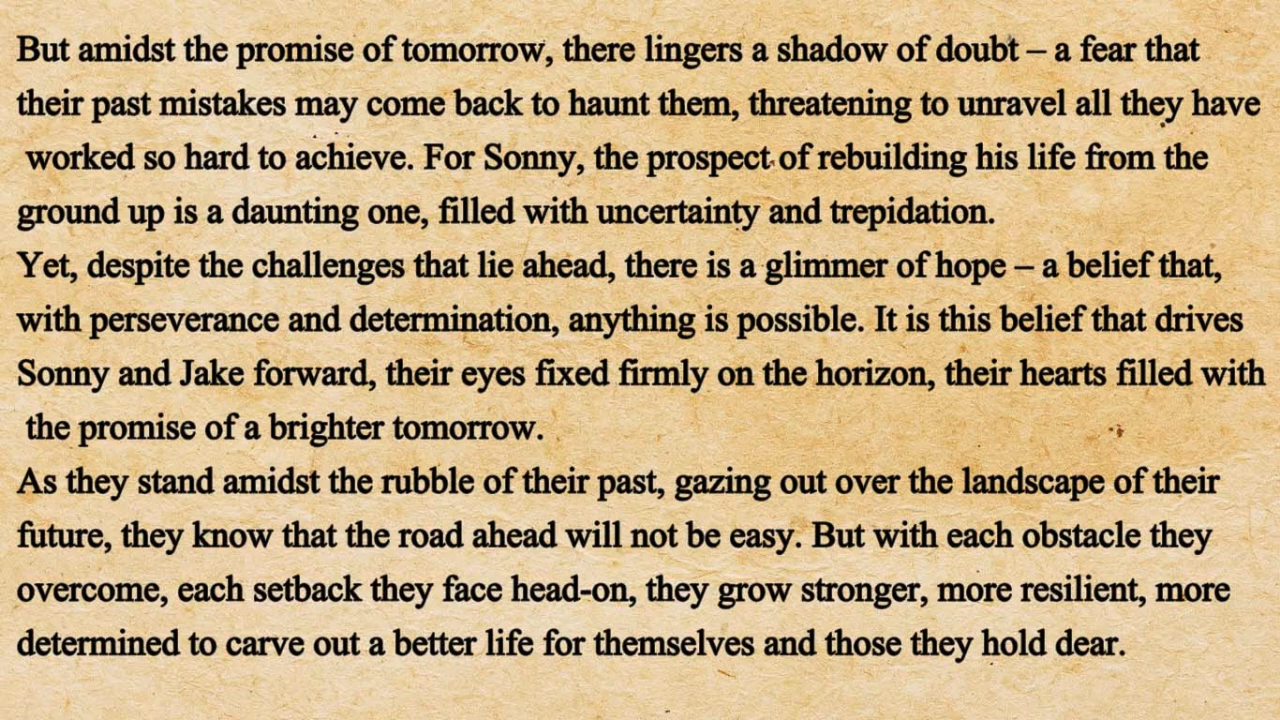 But amidst the promise of tomorrow, there lingers a shadow of doubt – a fear that
their past mistakes may come back to haunt them, threatening to unravel all they have
worked so hard to achieve. For Sonny, the prospect of rebuilding his life from the
ground up is a daunting one, filled with uncertainty and trepidation.
Yet, despite the challenges that lie ahead, there is a glimmer of hope – a belief that,
with perseverance and determination, anything is possible. It is this belief that drives
Sonny and Jake forward, their eyes fixed firmly on the horizon, their hearts filled with
the promise of a brighter tomorrow.
As they stand amidst the rubble of their past, gazing out over the landscape of their
future, they know that the road ahead will not be easy. But with each obstacle they
overcome, each setback they face head-on, they grow stronger, more resilient, more
determined to carve out a better life for themselves and those they hold dear.